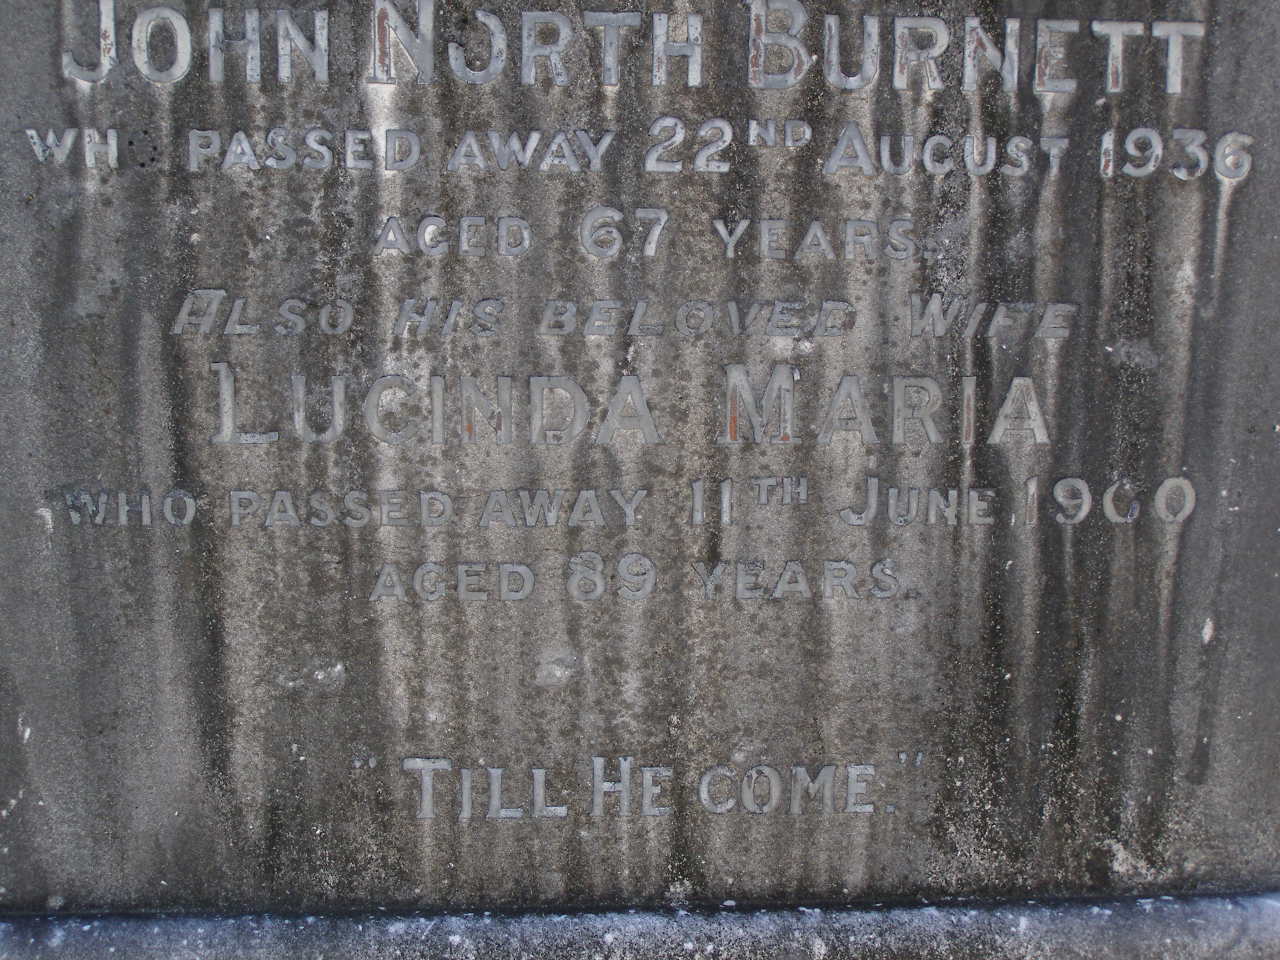 JOHN NORTH BURNETT
WH PASSED AWAY 22ND AUGUST 1936
AGED 67 YEARS.
ALSO HIS BELOVED WIFE
LUCINDA MARIA
WHO PASSED AWAY 11TH JUNE 1960
AGED 89 YEARS.
"TILL HE COME."